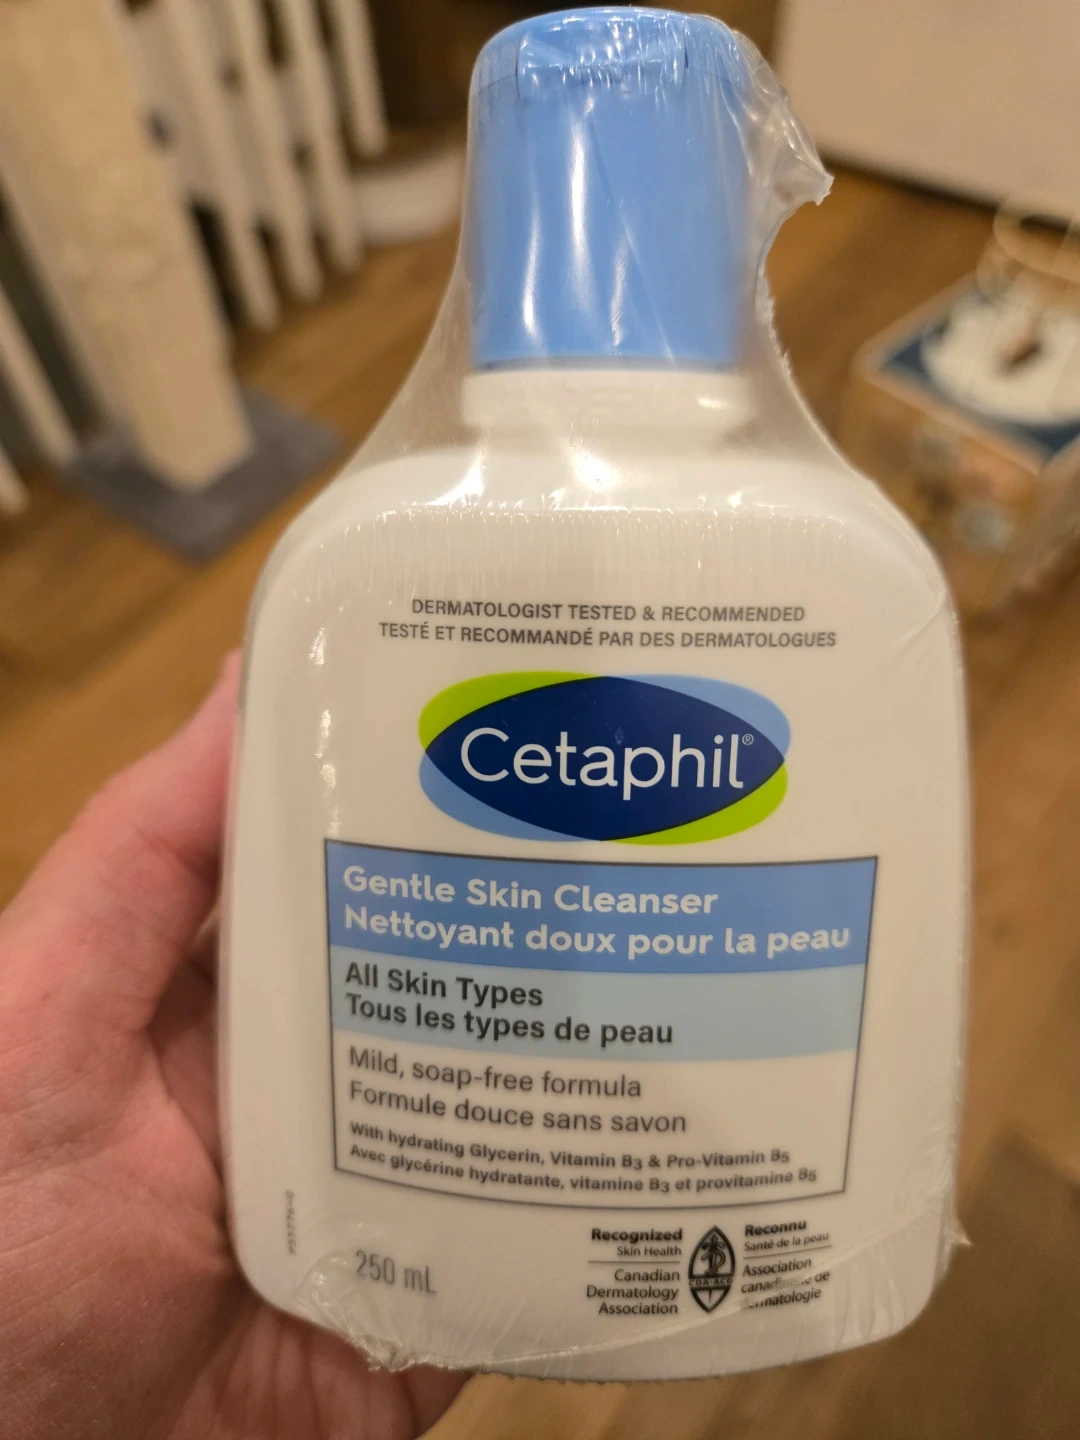 DERMATOLOGIST TESTED & RECOMMENDED
TESTÉ ET RECOMMANDÉ PAR DES DERMATOLOGUES
Cetaphil®
Gentle Skin Cleanser
Nettoyant doux pour la peau
All Skin Types
Tous les types de peau
Mild, soap-free formula
Formule douce sans savon
With hydrating Glycerin, Vitamin B3 & Pro-Vitamin B5
Avec glycérine hydratante, vitamine B3 et provitamine B5
250 mL
Recognized
Skin Health
Canadian
Dermatology
Association
CDA-ACD
Reconnu
Santé de la peau
Association
de